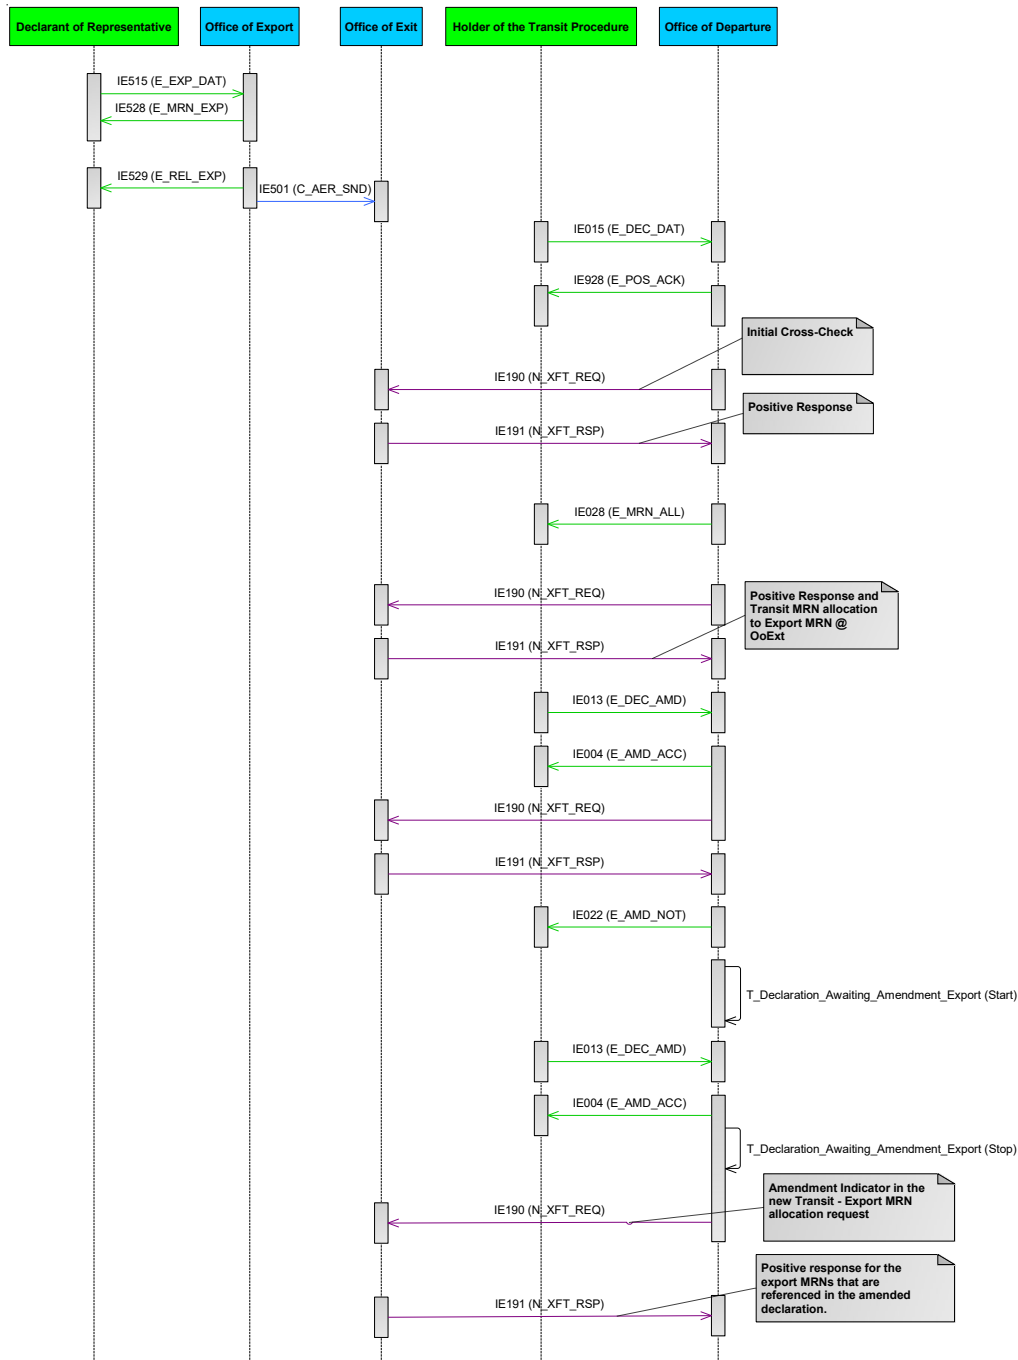 Declarant of Representative
Office of Export
Office of Exit
Holder of the Transit Procedure
Office of Departure
IE515 (E_EXP_DAT)
IE528 (E_MRN_EXP)
IE529 (E_REL_EXP)
IE501 (C_AER_SND)
IE015 (E_DEC_DAT)
IE928 (E_POS_ACK)
Initial Cross-Check
IE190 (N_XFT_REQ)
Positive Response
IE191 (N_XFT_RSP)
IE028 (E_MRN_ALL)
IE190 (N_XFT_REQ)
Positive Response and
Transit MRN allocation
to Export MRN @
OoExt
IE191 (N_XFT_RSP)
IE013 (E_DEC_AMD)
IE004 (E_AMD_ACC)
IE190 (N_XFT_REQ)
IE191 (N_XFT_RSP)
IE022 (E_AMD_NOT)
T_Declaration_Awaiting_Amendment_Export (Start)
IE013 (E_DEC_AMD)
IE004 (E_AMD_ACC)
T_Declaration_Awaiting_Amendment_Export (Stop)
Amendment Indicator in the
new Transit - Export MRN
allocation request
IE190 (N_XFT_REQ)
Positive response for the
export MRNs that are
referenced in the amended
declaration.
IE191 (N_XFT_RSP)